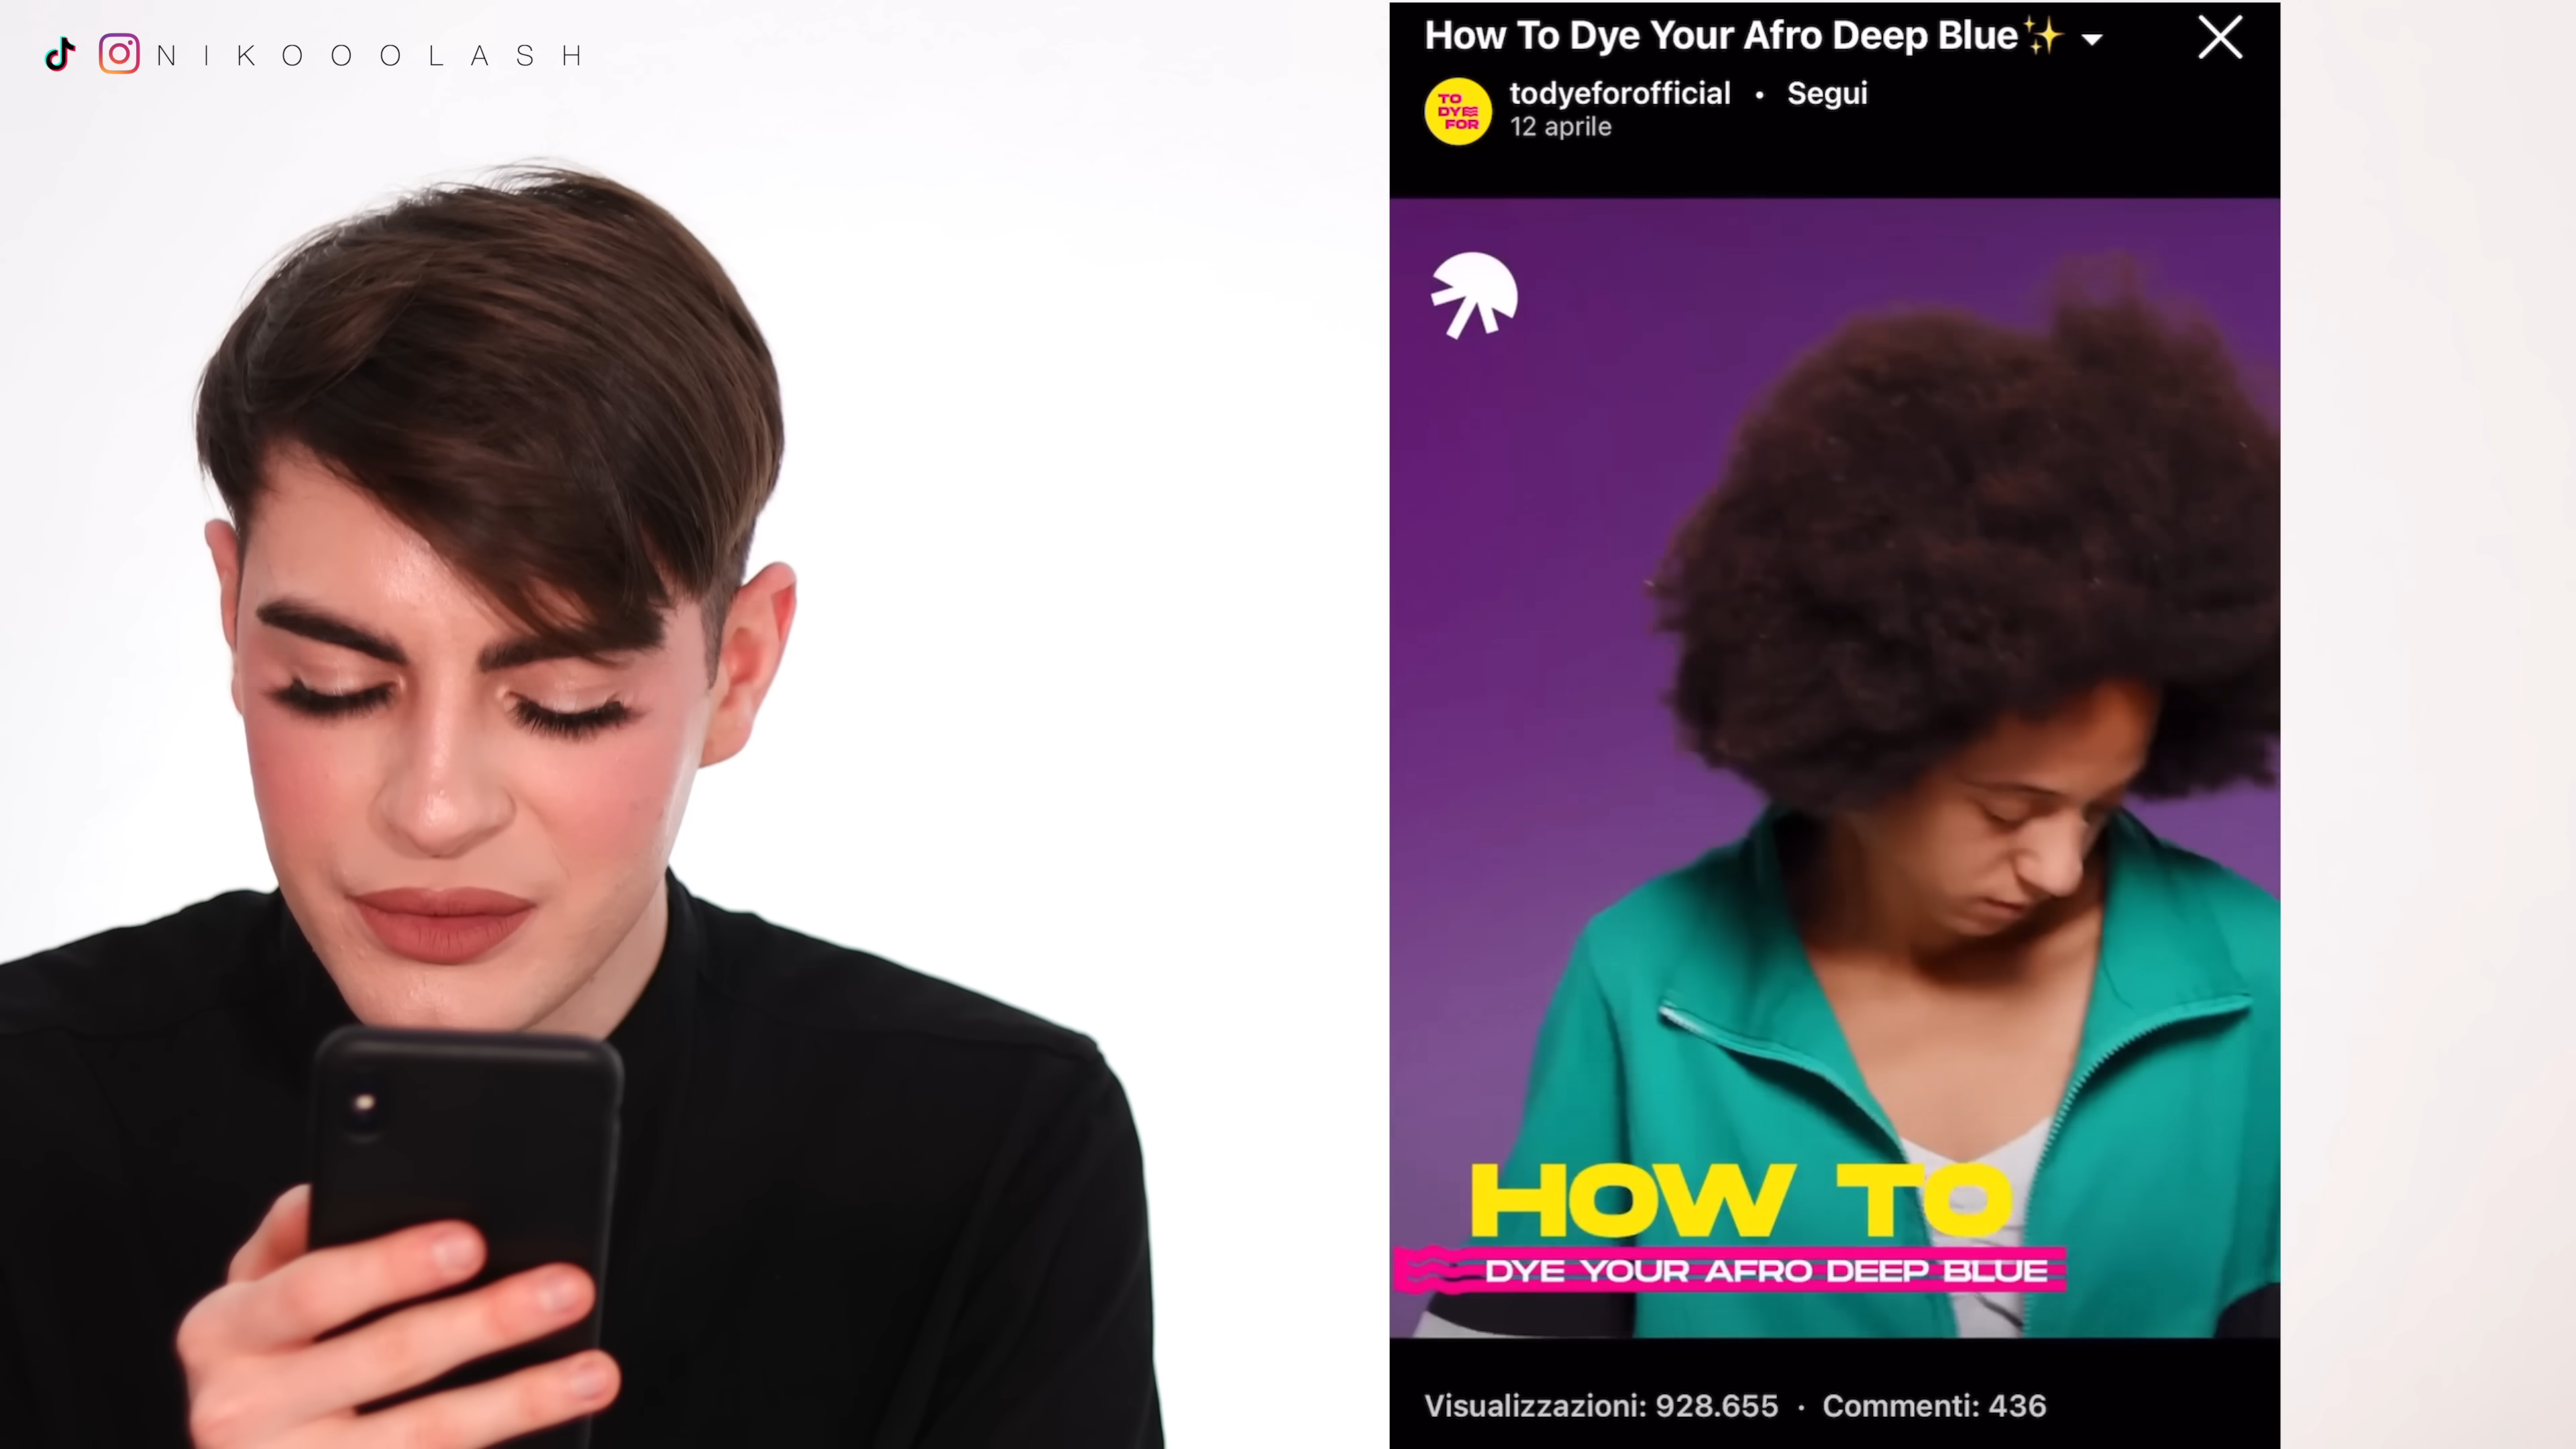 NIKOOOLASH
How To Dye Your Afro Deep Blue✨
TO DYE FOR
todyeforofficial • Segui
12 aprile
HOW TO
DYE YOUR AFRO DEEP BLUE
Visualizzazioni: 928.655 · Commenti: 436